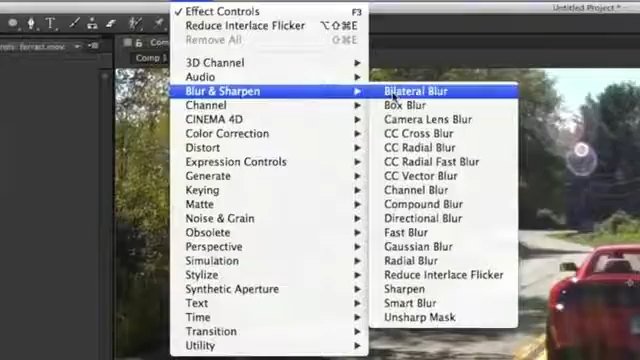 Untitled Project *
Effect Controls F3
Reduce Interlace Flicker ⌥⇧⌘E
Remove All ⇧⌘E
3D Channel
Audio
Blur & Sharpen
Channel
CINEMA 4D
Color Correction
Distort
Expression Controls
Generate
Keying
Matte
Noise & Grain
Obsolete
Perspective
Simulation
Stylize
Synthetic Aperture
Text
Time
Transition
Utility
Bilateral Blur
Box Blur
Camera Lens Blur
CC Cross Blur
CC Radial Blur
CC Radial Fast Blur
CC Vector Blur
Channel Blur
Compound Blur
Directional Blur
Fast Blur
Gaussian Blur
Radial Blur
Reduce Interlace Flicker
Sharpen
Smart Blur
Unsharp Mask
Comp 1